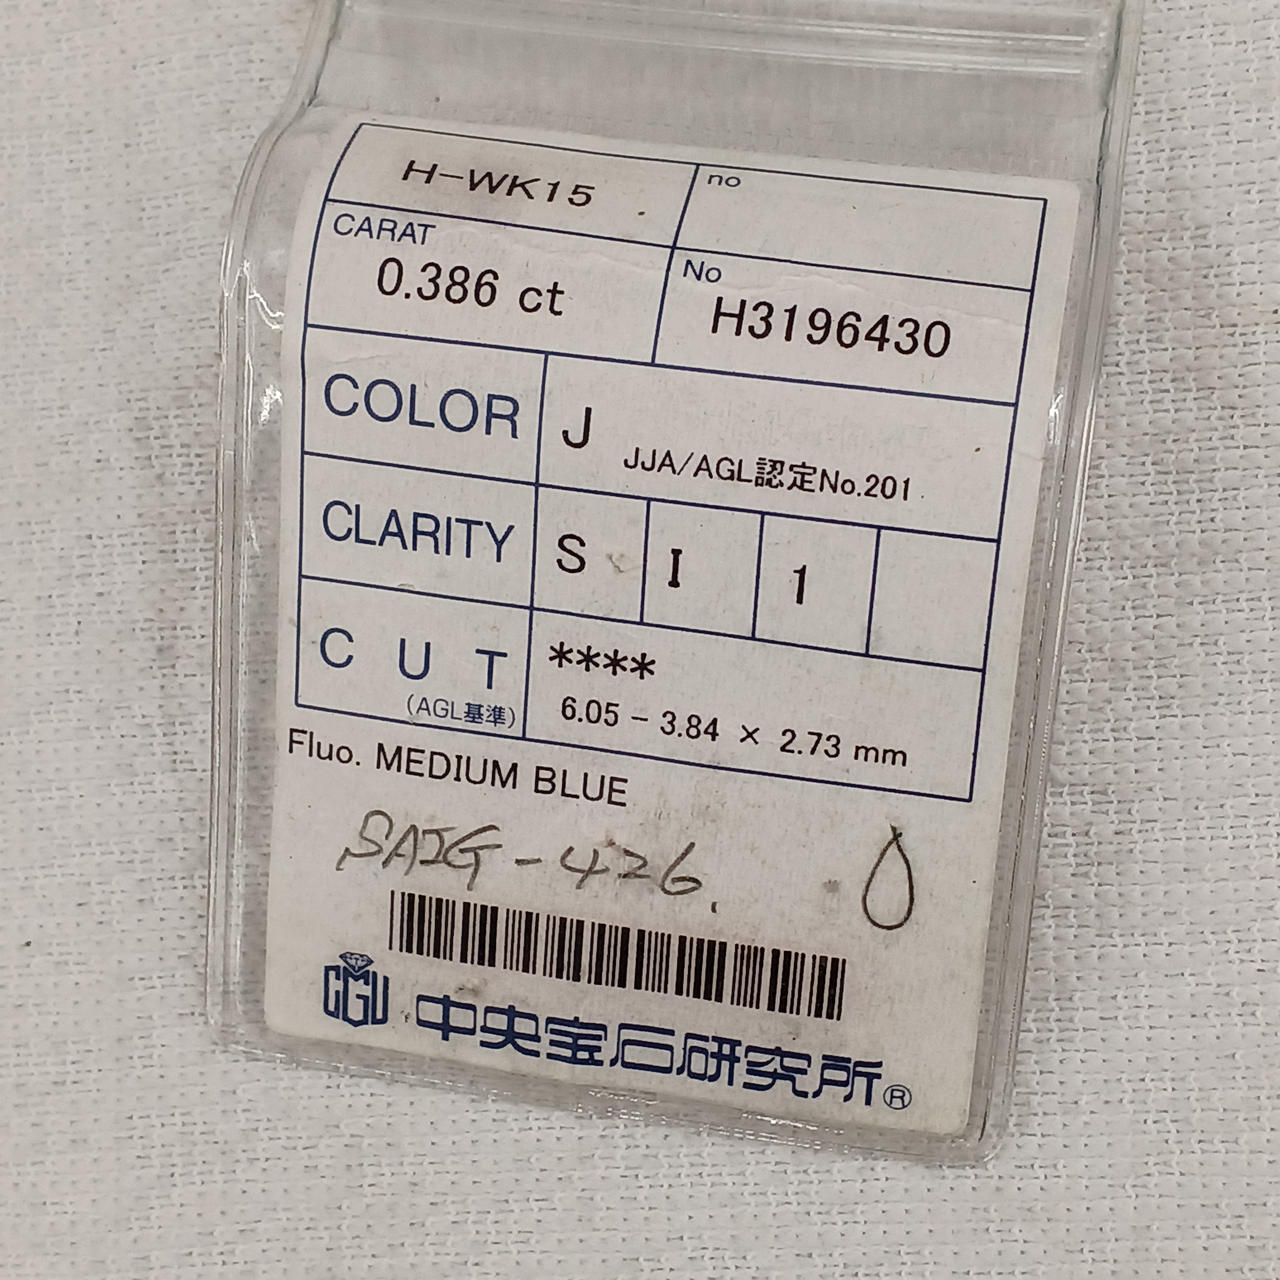 H-WK15
no
CARAT
0.386 ct
No
H3196430
COLOR
J
JJA/AGL認定No.201
CLARITY
S I 1
C U T
(AGL基準)
****
6.05 - 3.84 × 2.73 mm
Fluo. MEDIUM BLUE
SAIG-426.
CGL 中央宝石研究所®